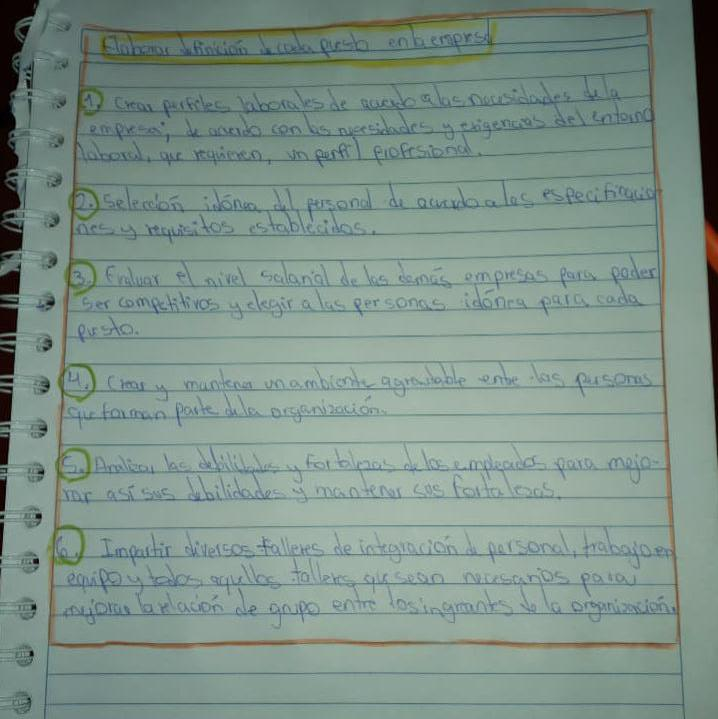 Elaborar definición de cada puesto en la empresa
1. Crear perfiles laborales de acuerdo a las necesidades de la
empresa; de acuerdo con las necesidades y exigencias del entorno
laboral, que requieren, un perfil profesional.
2. Selección idónea del personal de acuerdo a las especificacio
nes y requisitos establecidos.
3. Evaluar el nivel salarial de las demás empresas para poder
ser competitivos y elegir a las personas idónea para cada
puesto.
4. Crear y mantener un ambiente agradable entre las personas
que forman parte de la organización.
5. Analizar las debilidades y fortalezas de los empleados para mejo-
rar así sus debilidades y mantener sus fortalezas.
6. Impartir diversos talleres de integración de personal, trabajo en
equipo y todos aquellos talleres que sean necesarios para
mejorar la relación de grupo entre los de la organización.